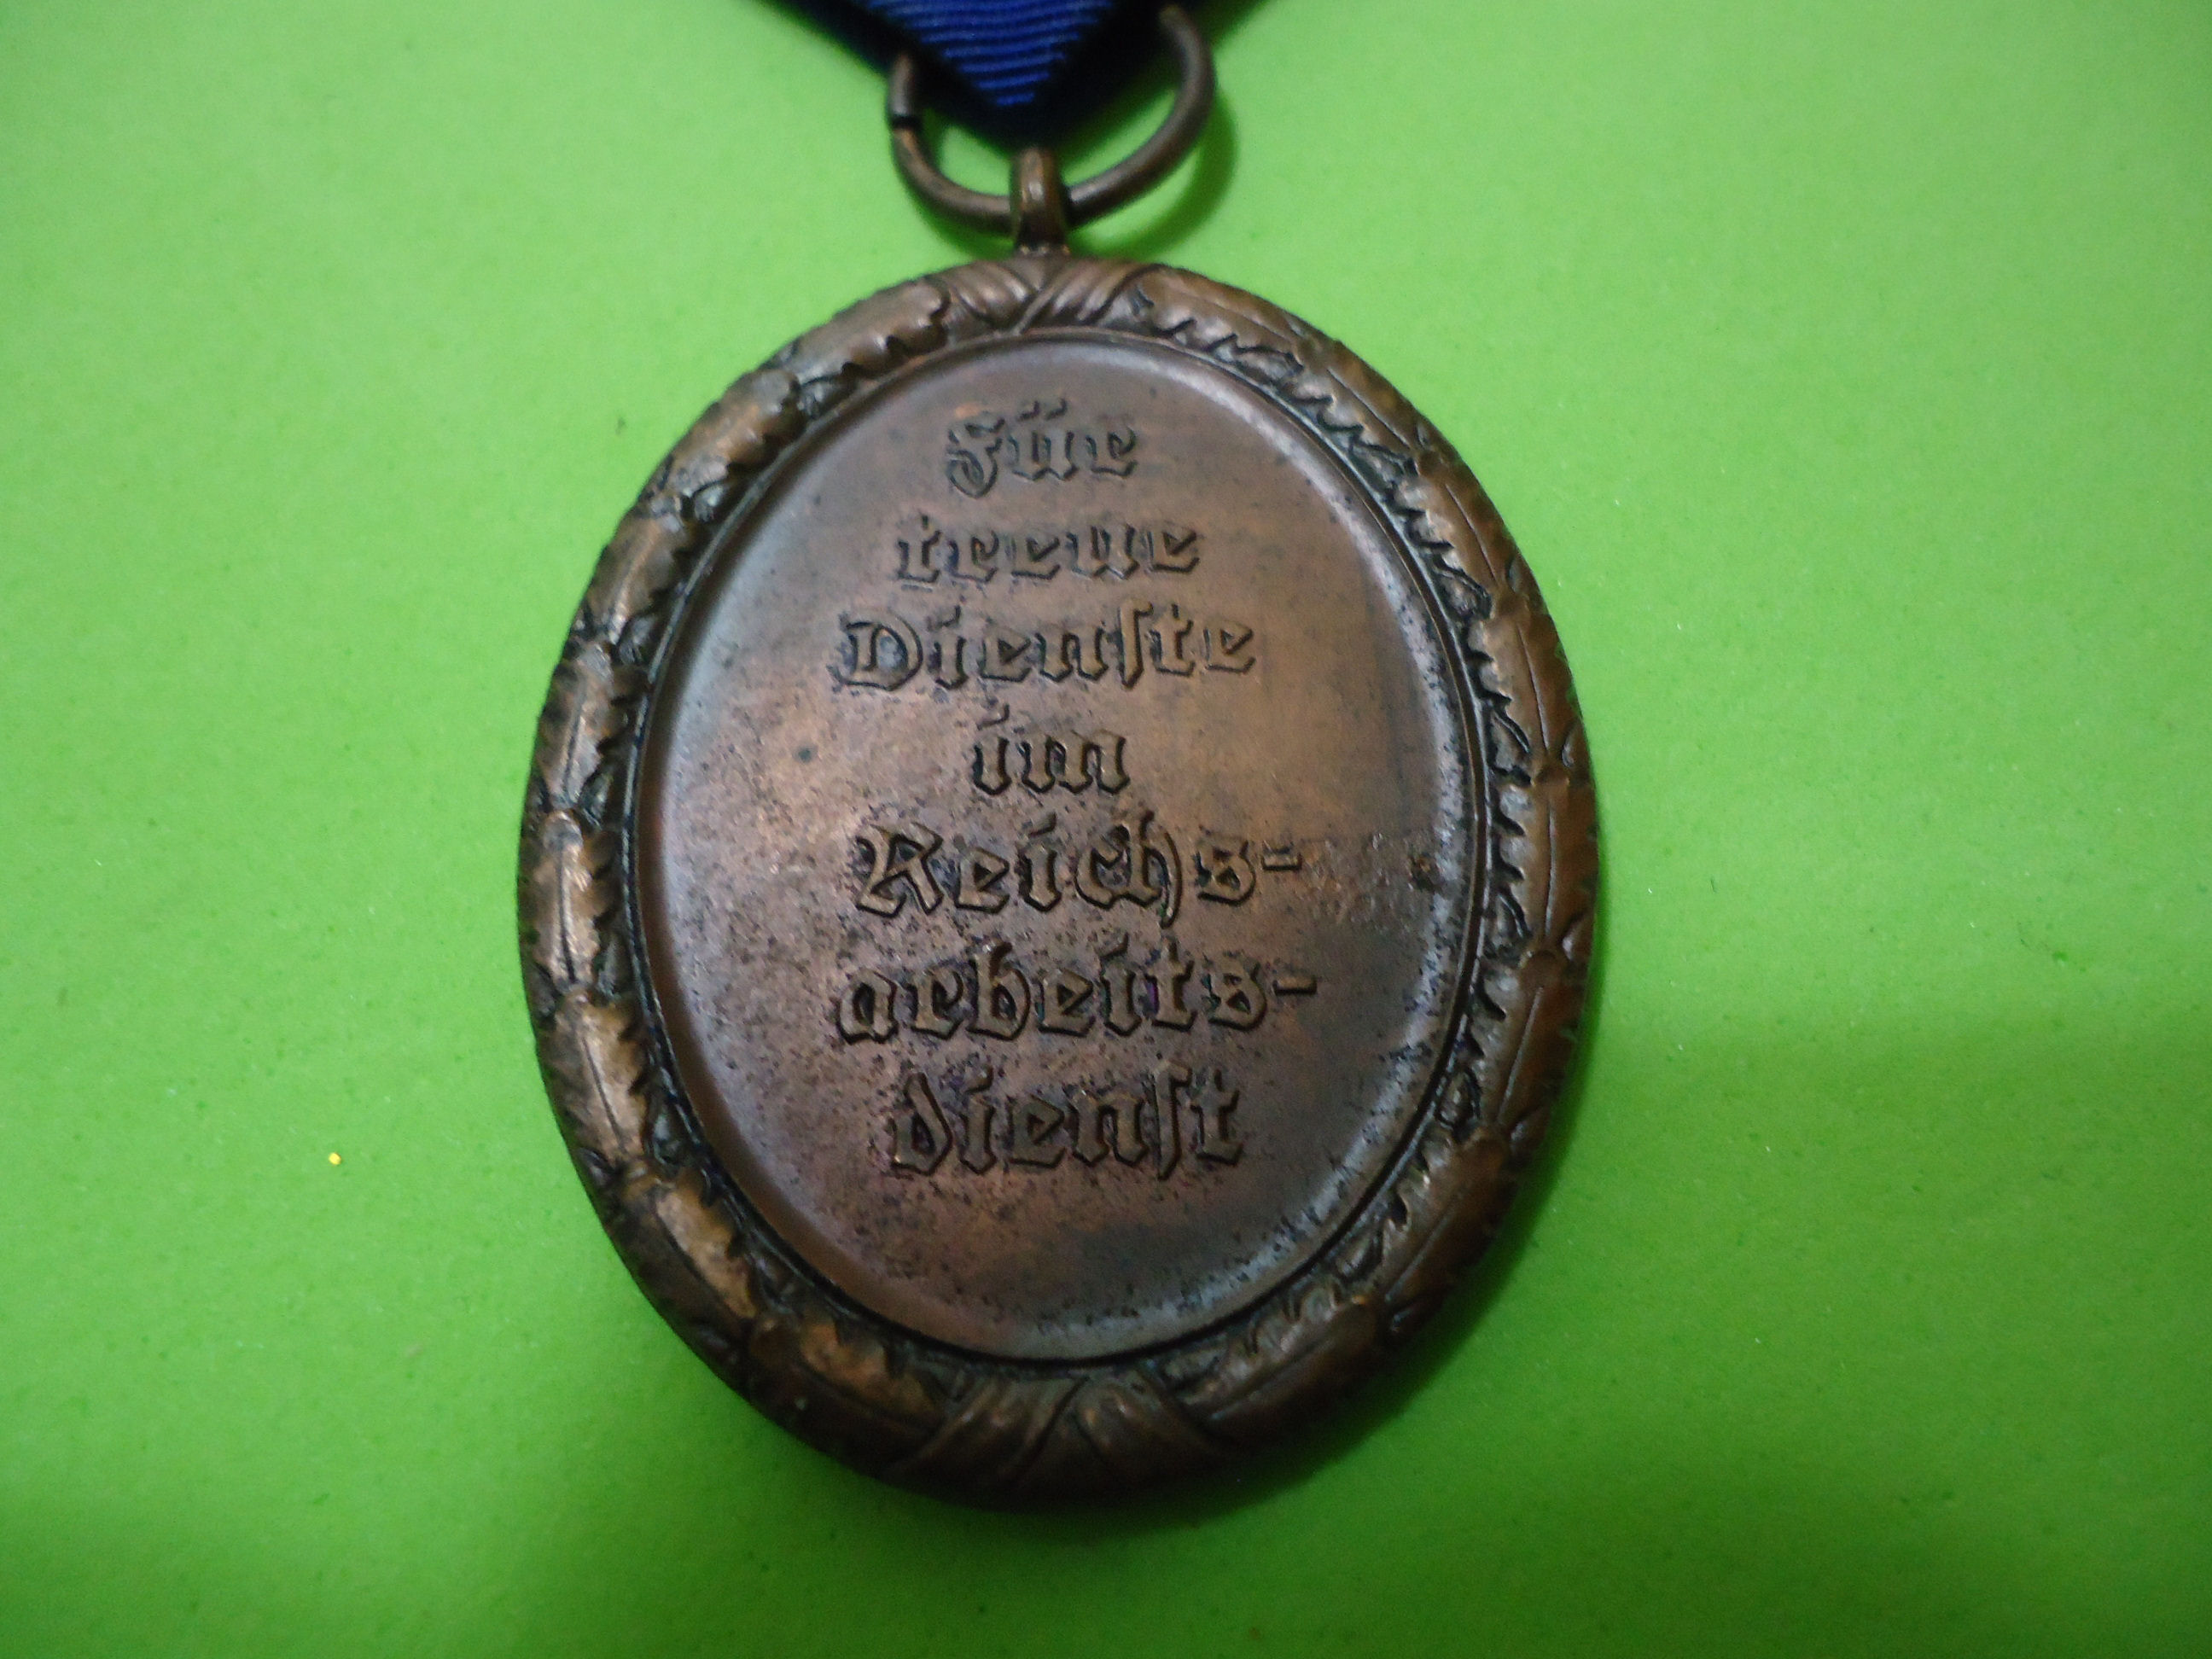 Für
treue
Dienſte
im
Reichs-
arbeits-
dienſt